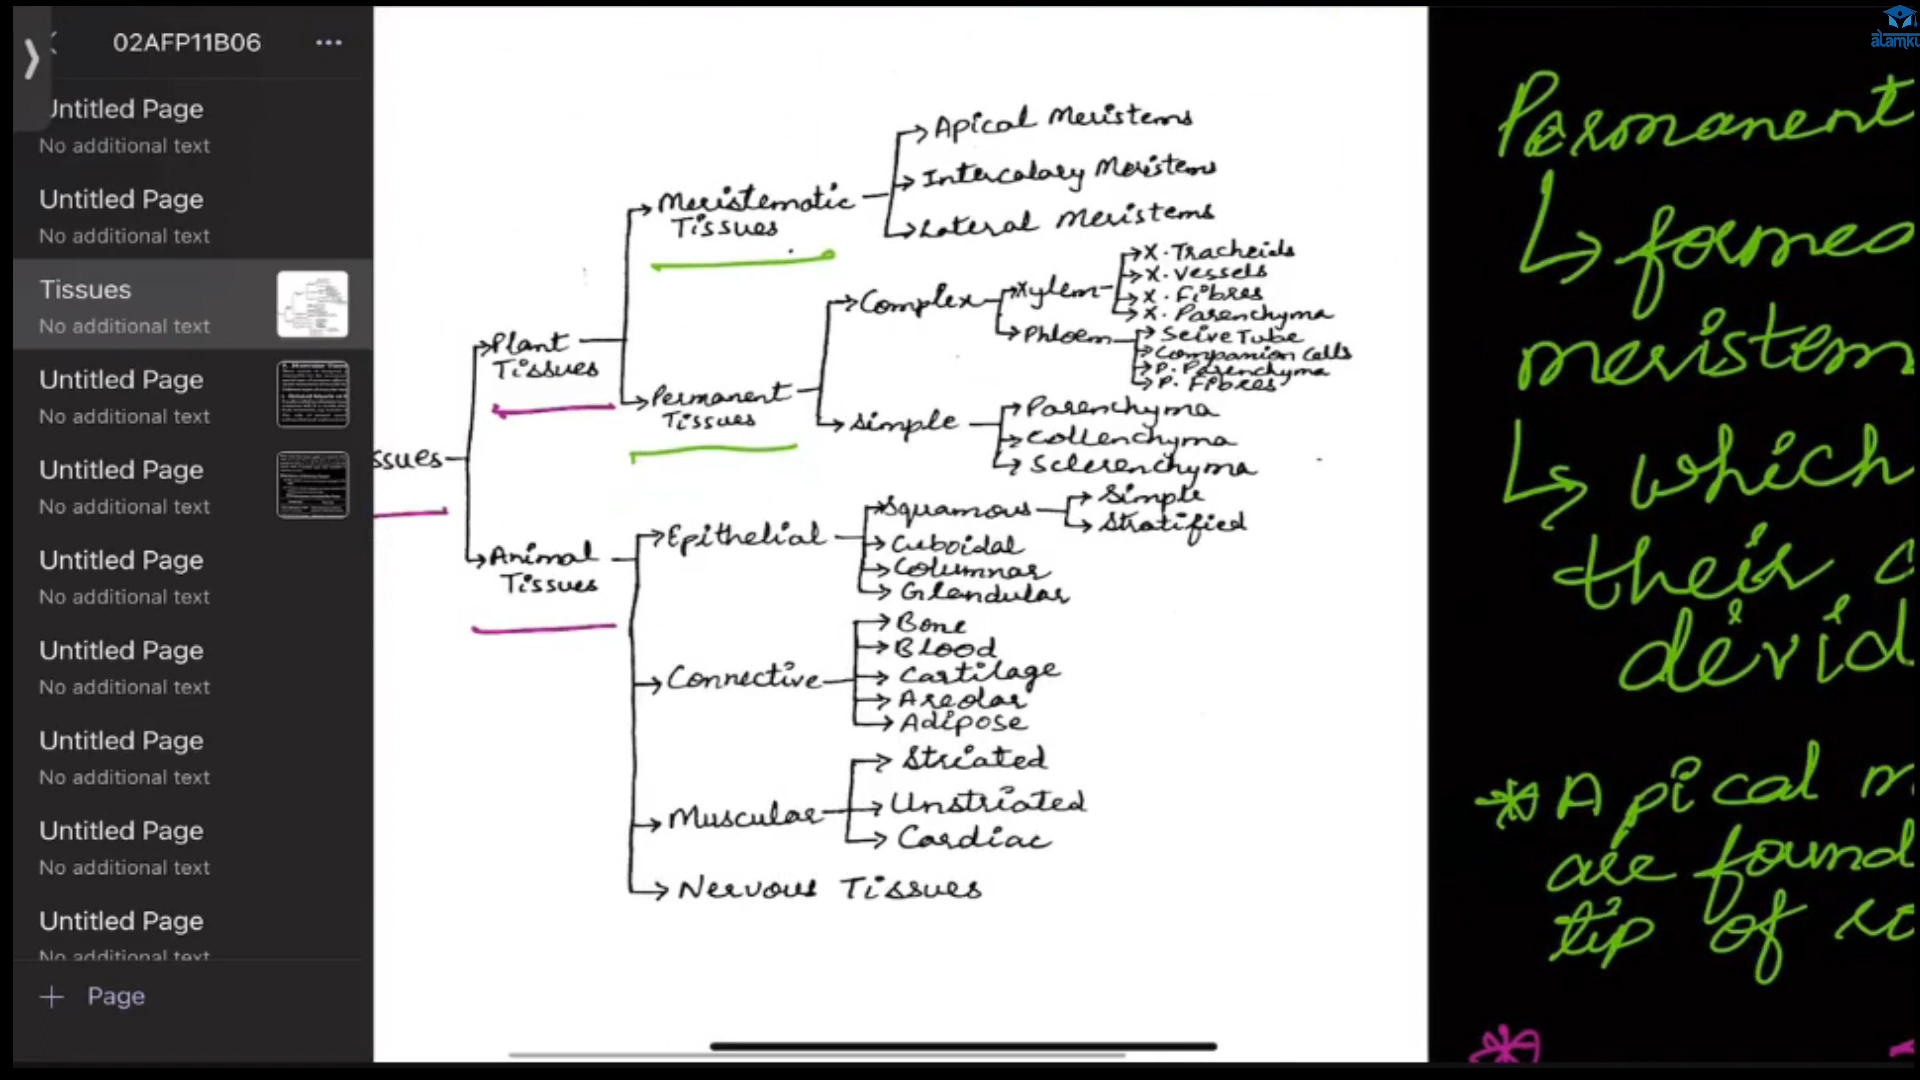 02AFP11B06
Untitled Page
No additional text
Untitled Page
No additional text
Tissues
No additional text
Untitled Page
No additional text
Untitled Page
No additional text
Untitled Page
No additional text
Untitled Page
No additional text
Untitled Page
No additional text
Untitled Page
No additional text
Untitled Page
No additional text
+ Page
ssues
Plant
Tissues
Meristematic
Tissues
Apical Meristems
Intercalary Meristems
Lateral Meristems
Permanent
Tissues
Complex
Xylem
X. Tracheids
X. Vessels
X. Fibres
X. Parenchyma
Phloem
Seive Tube
Companion Cells
P. Parenchyma
P. Fibres
Simple
Parenchyma
Collenchyma
Sclerenchyma
Animal
Tissues
Epithelial
Squamous
Simple
Stratified
Cuboidal
Columnar
Glandular
Connective
Bone
Blood
Cartilage
Areolar
Adipose
Muscular
Striated
Unstriated
Cardiac
Nervous Tissues
Permanent
formed
meristem
which
their
devid
* Apical m
are found
tip of
alamku